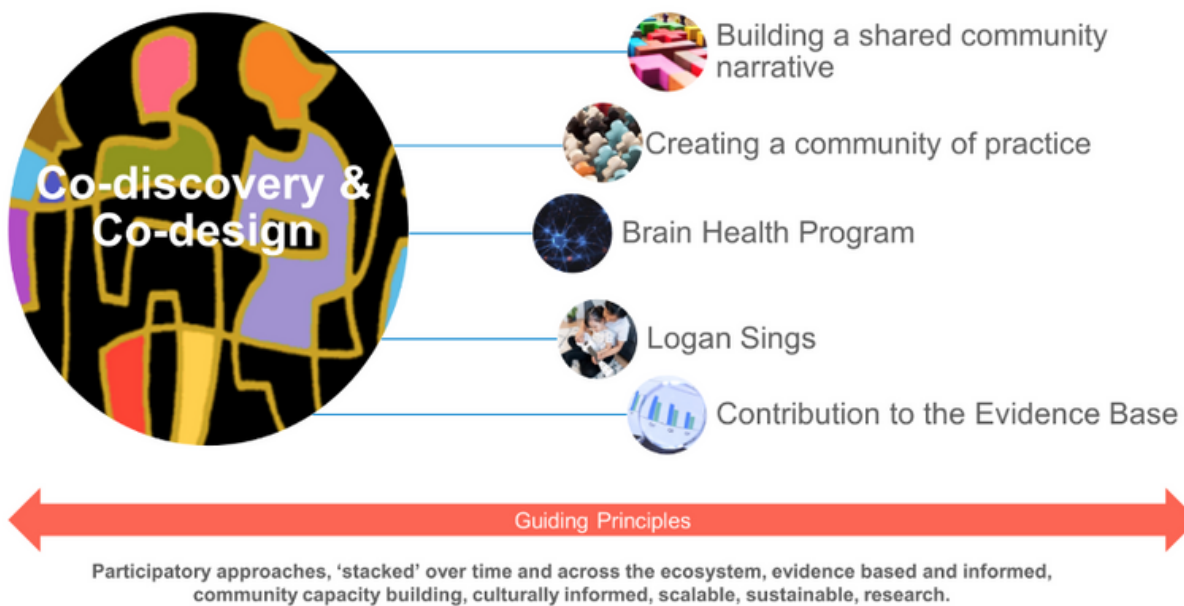 Co-discovery &
Co-design
Building a shared community
narrative
Creating a community of practice
Brain Health Program
Logan Sings
Contribution to the Evidence Base
Guiding Principles
Participatory approaches, ‘stacked’ over time and across the ecosystem, evidence based and informed,
community capacity building, culturally informed, scalable, sustainable, research.